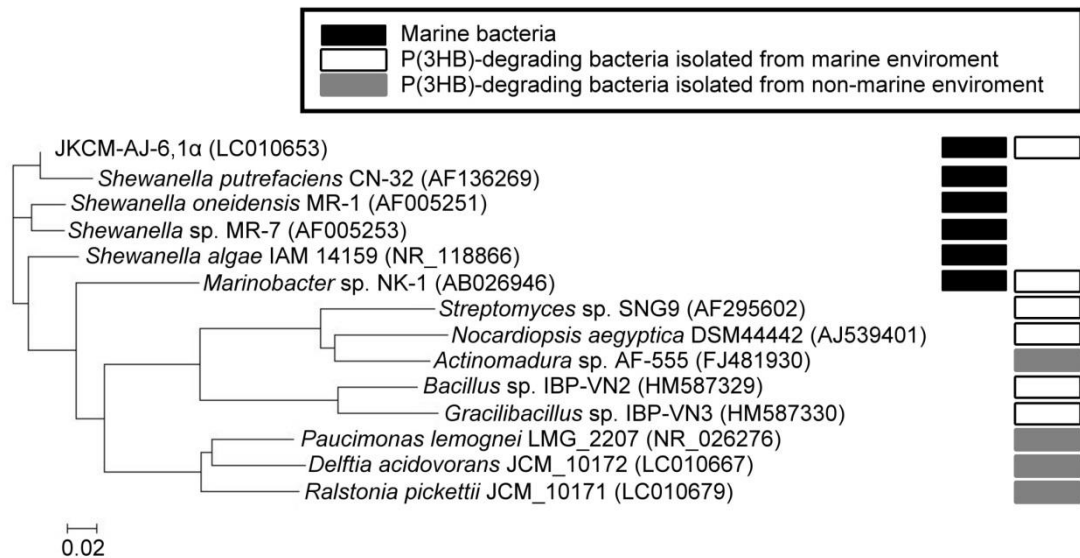 Marine bacteria
P(3HB)-degrading bacteria isolated from marine enviroment
P(3HB)-degrading bacteria isolated from non-marine enviroment
JKCM-AJ-6,1α (LC010653)
Shewanella putrefaciens CN-32 (AF136269)
Shewanella oneidensis MR-1 (AF005251)
Shewanella sp. MR-7 (AF005253)
Shewanella algae IAM 14159 (NR_118866)
Marinobacter sp. NK-1 (AB026946)
Streptomyces sp. SNG9 (AF295602)
Nocardiopsis aegyptica DSM44442 (AJ539401)
Actinomadura sp. AF-555 (FJ481930)
Bacillus sp. IBP-VN2 (HM587329)
Gracilibacillus sp. IBP-VN3 (HM587330)
Paucimonas lemognei LMG_2207 (NR_026276)
Delftia acidovorans JCM_10172 (LC010667)
Ralstonia pickettii JCM_10171 (LC010679)
0.02